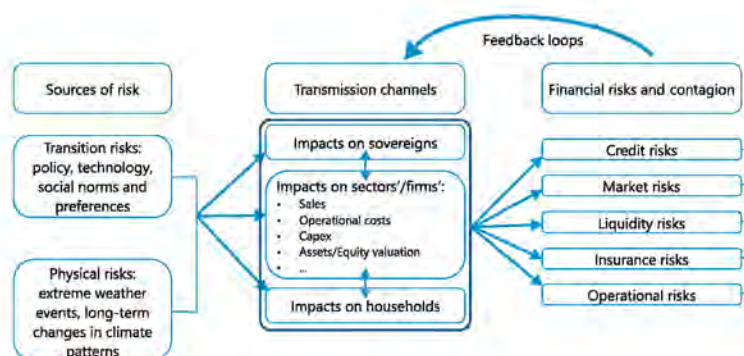 Feedback loops
Sources of risk
Transmission channels
Financial risks and contagion
Transition risks:
policy, technology,
social norms and
preferences
Physical risks:
extreme weather
events, long-term
changes in climate
patterns
Impacts on sovereigns
Impacts on sectors'/firms':
• Sales
• Operational costs
• Capex
• Assets/Equity valuation
• ...
Impacts on households
Credit risks
Market risks
Liquidity risks
Insurance risks
Operational risks